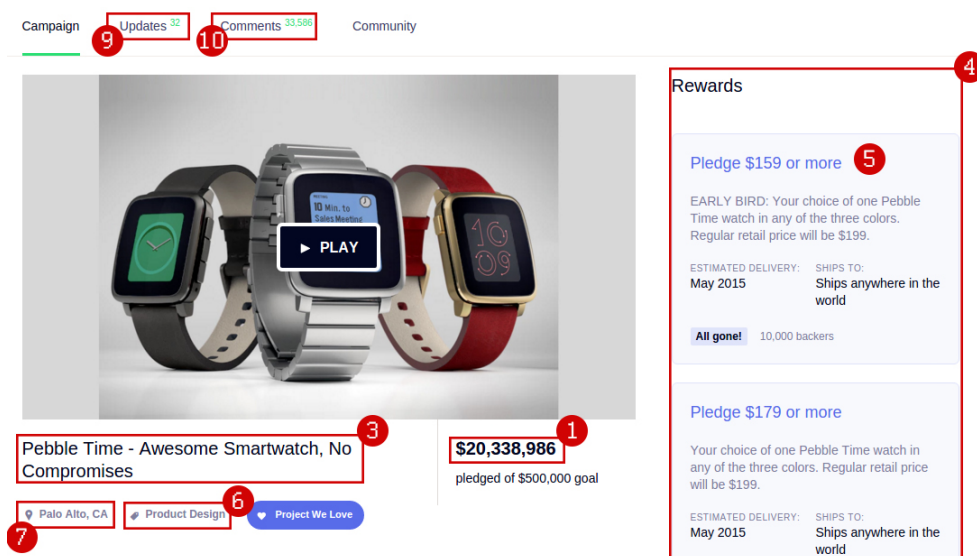 Campaign
Updates 32
Comments 33,586
Community
9
10
4
Rewards
Pledge $159 or more
5
EARLY BIRD: Your choice of one Pebble
Time watch in any of the three colors.
Regular retail price will be $199.
ESTIMATED DELIVERY: SHIPS TO:
May 2015 Ships anywhere in the
world
All gone! 10,000 backers
10 Min. to
Sales Meeting
▶ PLAY
10
09
3
1
Pebble Time - Awesome Smartwatch, No
Compromises
$20,338,986
pledged of $500,000 goal
6
Palo Alto, CA
Product Design
Project We Love
7
Pledge $179 or more
Your choice of one Pebble Time watch in
any of the three colors. Regular retail price
will be $199.
ESTIMATED DELIVERY: SHIPS TO:
May 2015 Ships anywhere in the
world